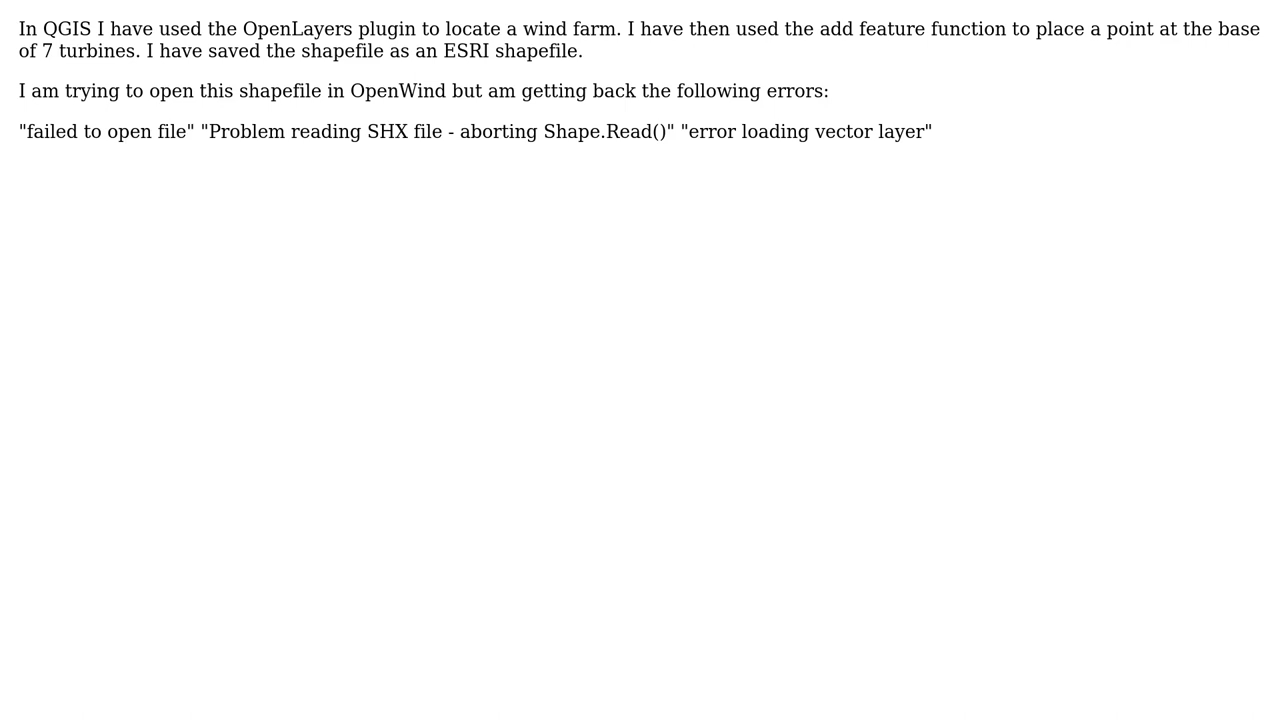 In QGIS I have used the OpenLayers plugin to locate a wind farm. I have then used the add feature function to place a point at the base
of 7 turbines. I have saved the shapefile as an ESRI shapefile.
I am trying to open this shapefile in OpenWind but am getting back the following errors:
"failed to open file" "Problem reading SHX file - aborting Shape.Read()" "error loading vector layer"